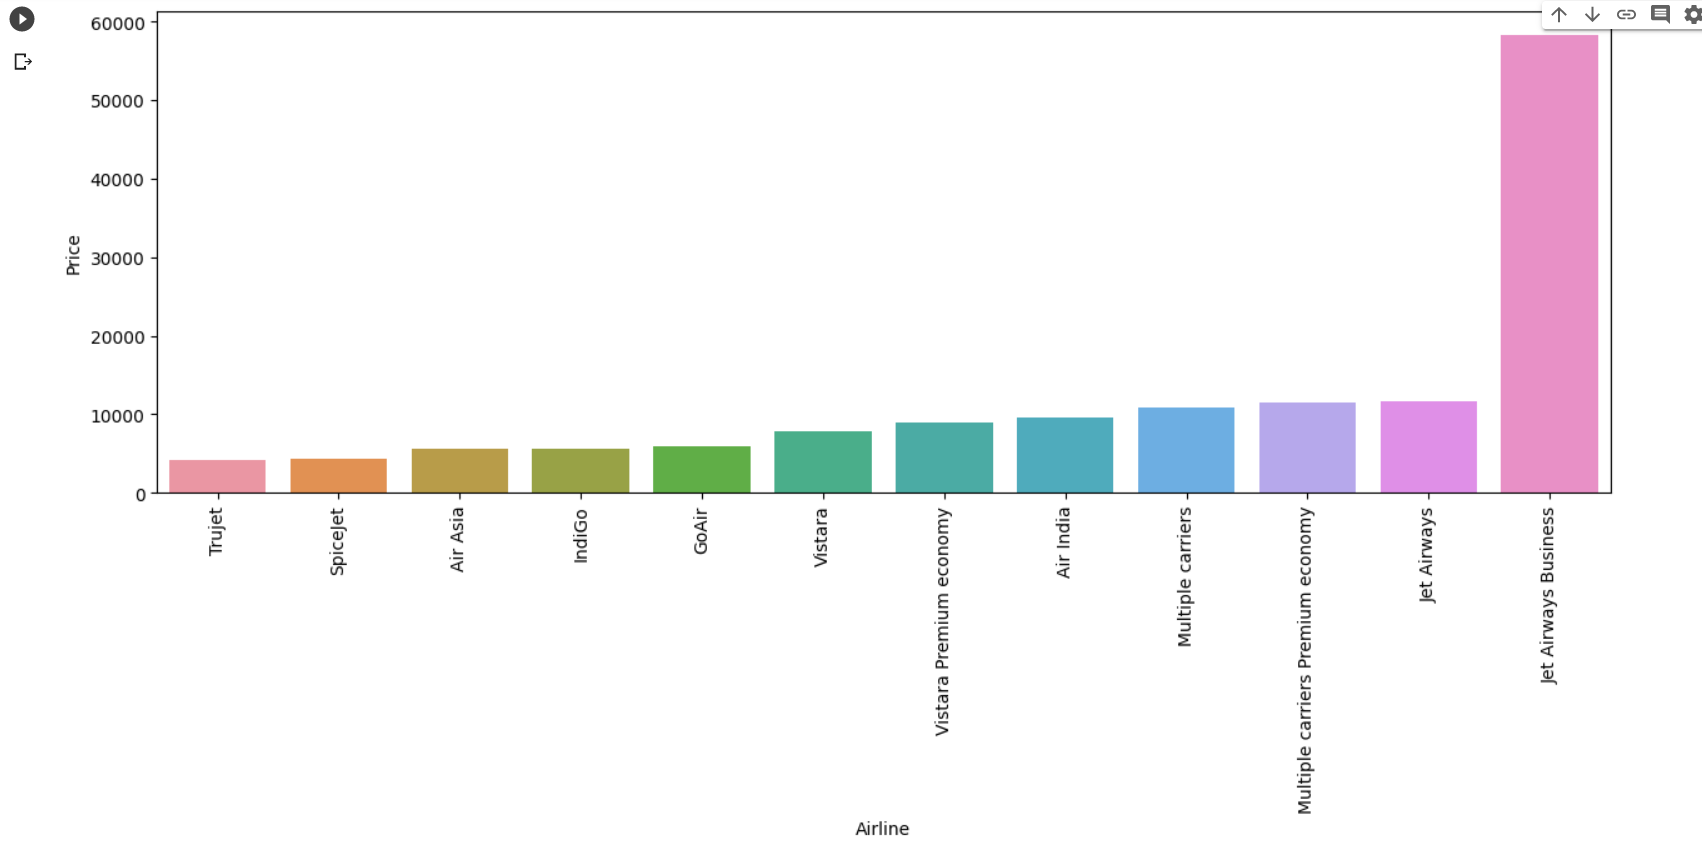 60000
50000
40000
30000
20000
10000
0
Price
Trujet
SpiceJet
Air Asia
IndiGo
GoAir
Vistara
Vistara Premium economy
Air India
Multiple carriers
Multiple carriers Premium economy
Jet Airways
Jet Airways Business
Airline